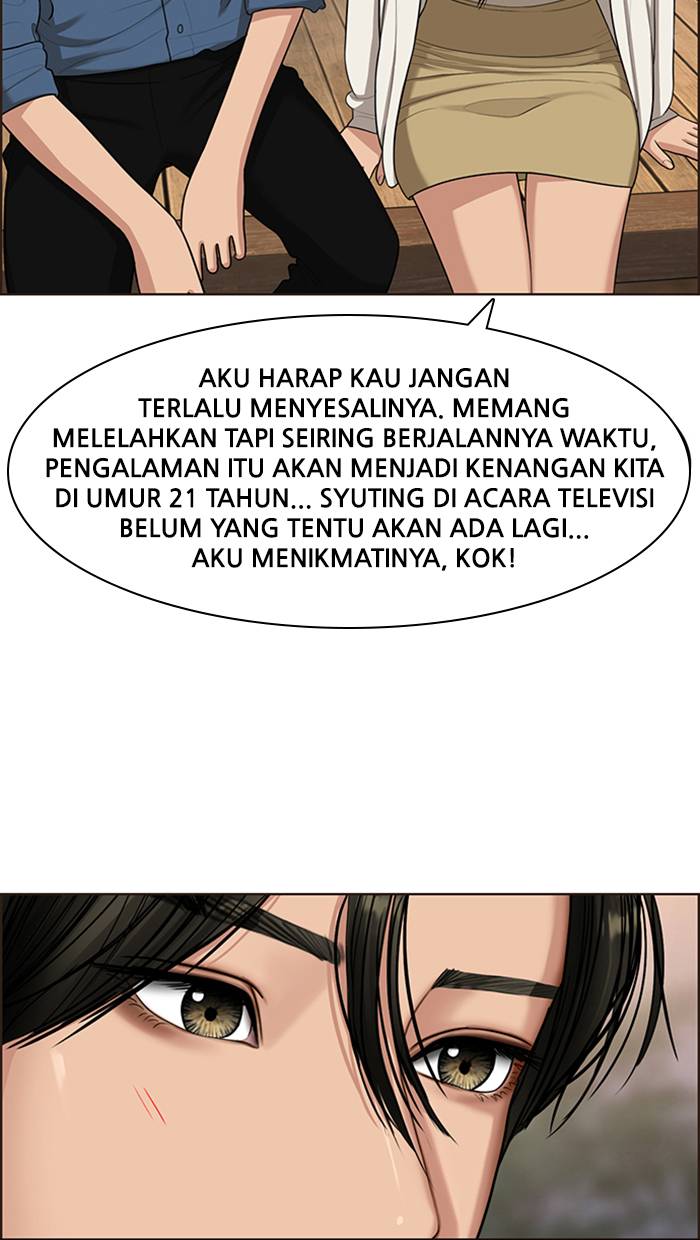 AKU HARAP KAU JANGAN
TERLALU MENYESALINYA. MEMANG
MELELAHKAN TAPI SEIRING BERJALANNYA WAKTU,
PENGALAMAN ITU AKAN MENJADI KENANGAN KITA
DI UMUR 21 TAHUN... SYUTING DI ACARA TELEVISI
BELUM YANG TENTU AKAN ADA LAGI...
AKU MENIKMATINYA, KOK!